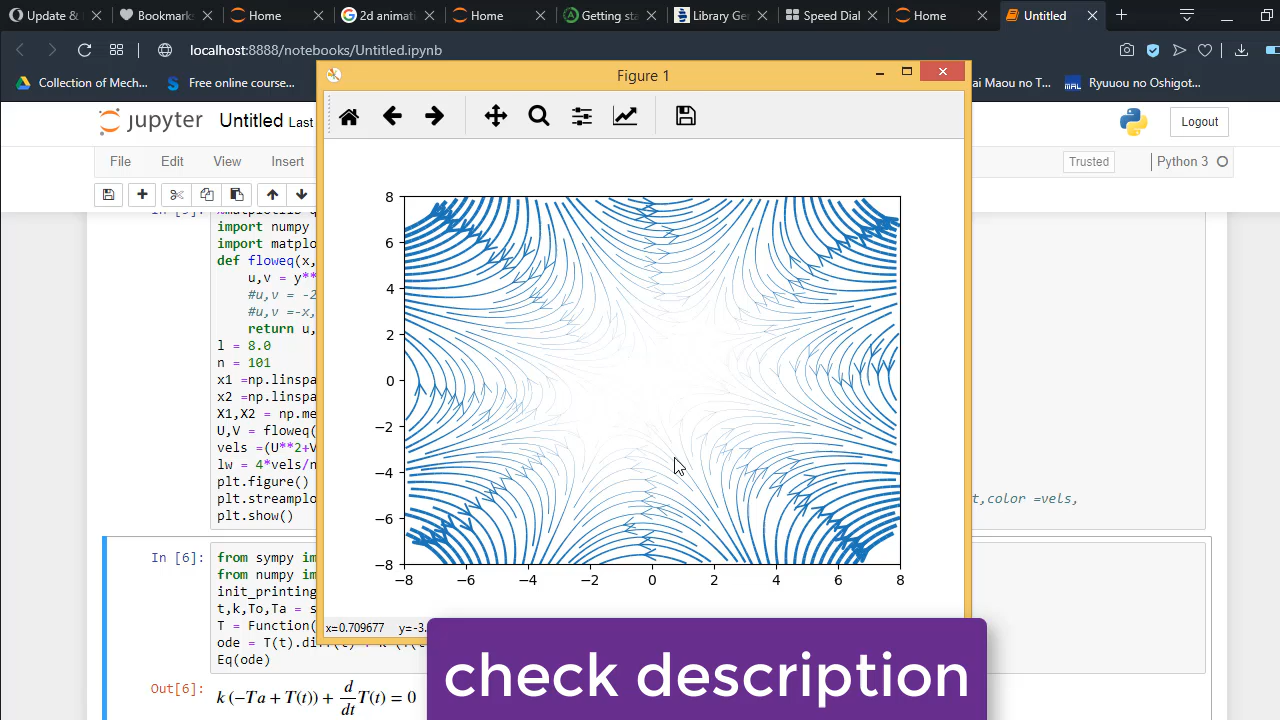 Update &
Bookmark
Home
2d animati
Home
Getting sta
Library Ger
Speed Dial
Home
Untitled
localhost:8888/notebooks/Untitled.ipynb
Collection of Mech...
Free online course...
ai Maou no T...
Ryuuou no Oshigot...
Figure 1
jupyter Untitled Last
Logout
File Edit View Insert
Trusted
Python 3
import numpy
import matplo
def floweq(x,
u,v = y**
#u,v = -2
#u,v =-x,
return u,
l = 8.0
n = 101
x1 =np.linspa
x2 =np.linspa
X1,X2 = np.me
U,V = floweq(
vels =(U**2+V
lw = 4*vels/n
plt.figure()
plt.streamplo
t,color =vels,
plt.show()
8
6
4
2
0
−2
−4
−6
−8
−8 −6 −4 −2 0 2 4 6 8
x=0.709677 y=-3.
In [6]:
from sympy im
from numpy im
init_printing
t,k,To,Ta = s
T = Function(
ode = T(t).di
Eq(ode)
Out[6]:
k (−Ta + T(t)) + d/dt T(t) = 0
check description